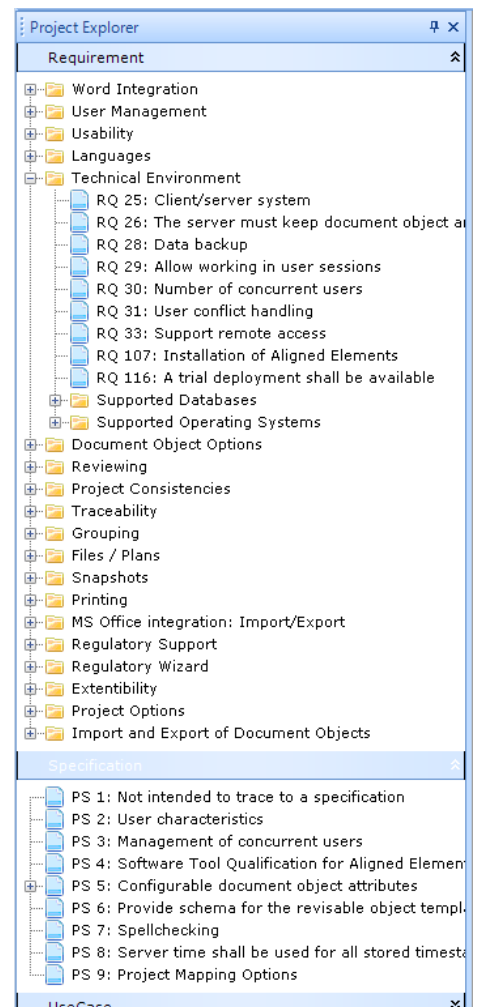 Project Explorer
Requirement
Word Integration
User Management
Usability
Languages
Technical Environment
RQ 25: Client/server system
RQ 26: The server must keep document object
RQ 28: Data backup
RQ 29: Allow working in user sessions
RQ 30: Number of concurrent users
RQ 31: User conflict handling
RQ 33: Support remote access
RQ 107: Installation of Aligned Elements
RQ 116: A trial deployment shall be available
Supported Databases
Supported Operating Systems
Document Object Options
Reviewing
Project Consistencies
Traceability
Grouping
Files / Plans
Snapshots
Printing
MS Office integration: Import/Export
Regulatory Support
Regulatory Wizard
Extentibility
Project Options
Import and Export of Document Objects
Specification
PS 1: Not intended to trace to a specification
PS 2: User characteristics
PS 3: Management of concurrent users
PS 4: Software Tool Qualification for Aligned Elemen
PS 5: Configurable document object attributes
PS 6: Provide schema for the revisable object templ
PS 7: Spellchecking
PS 8: Server time shall be used for all stored timest
PS 9: Project Mapping Options
UseCase